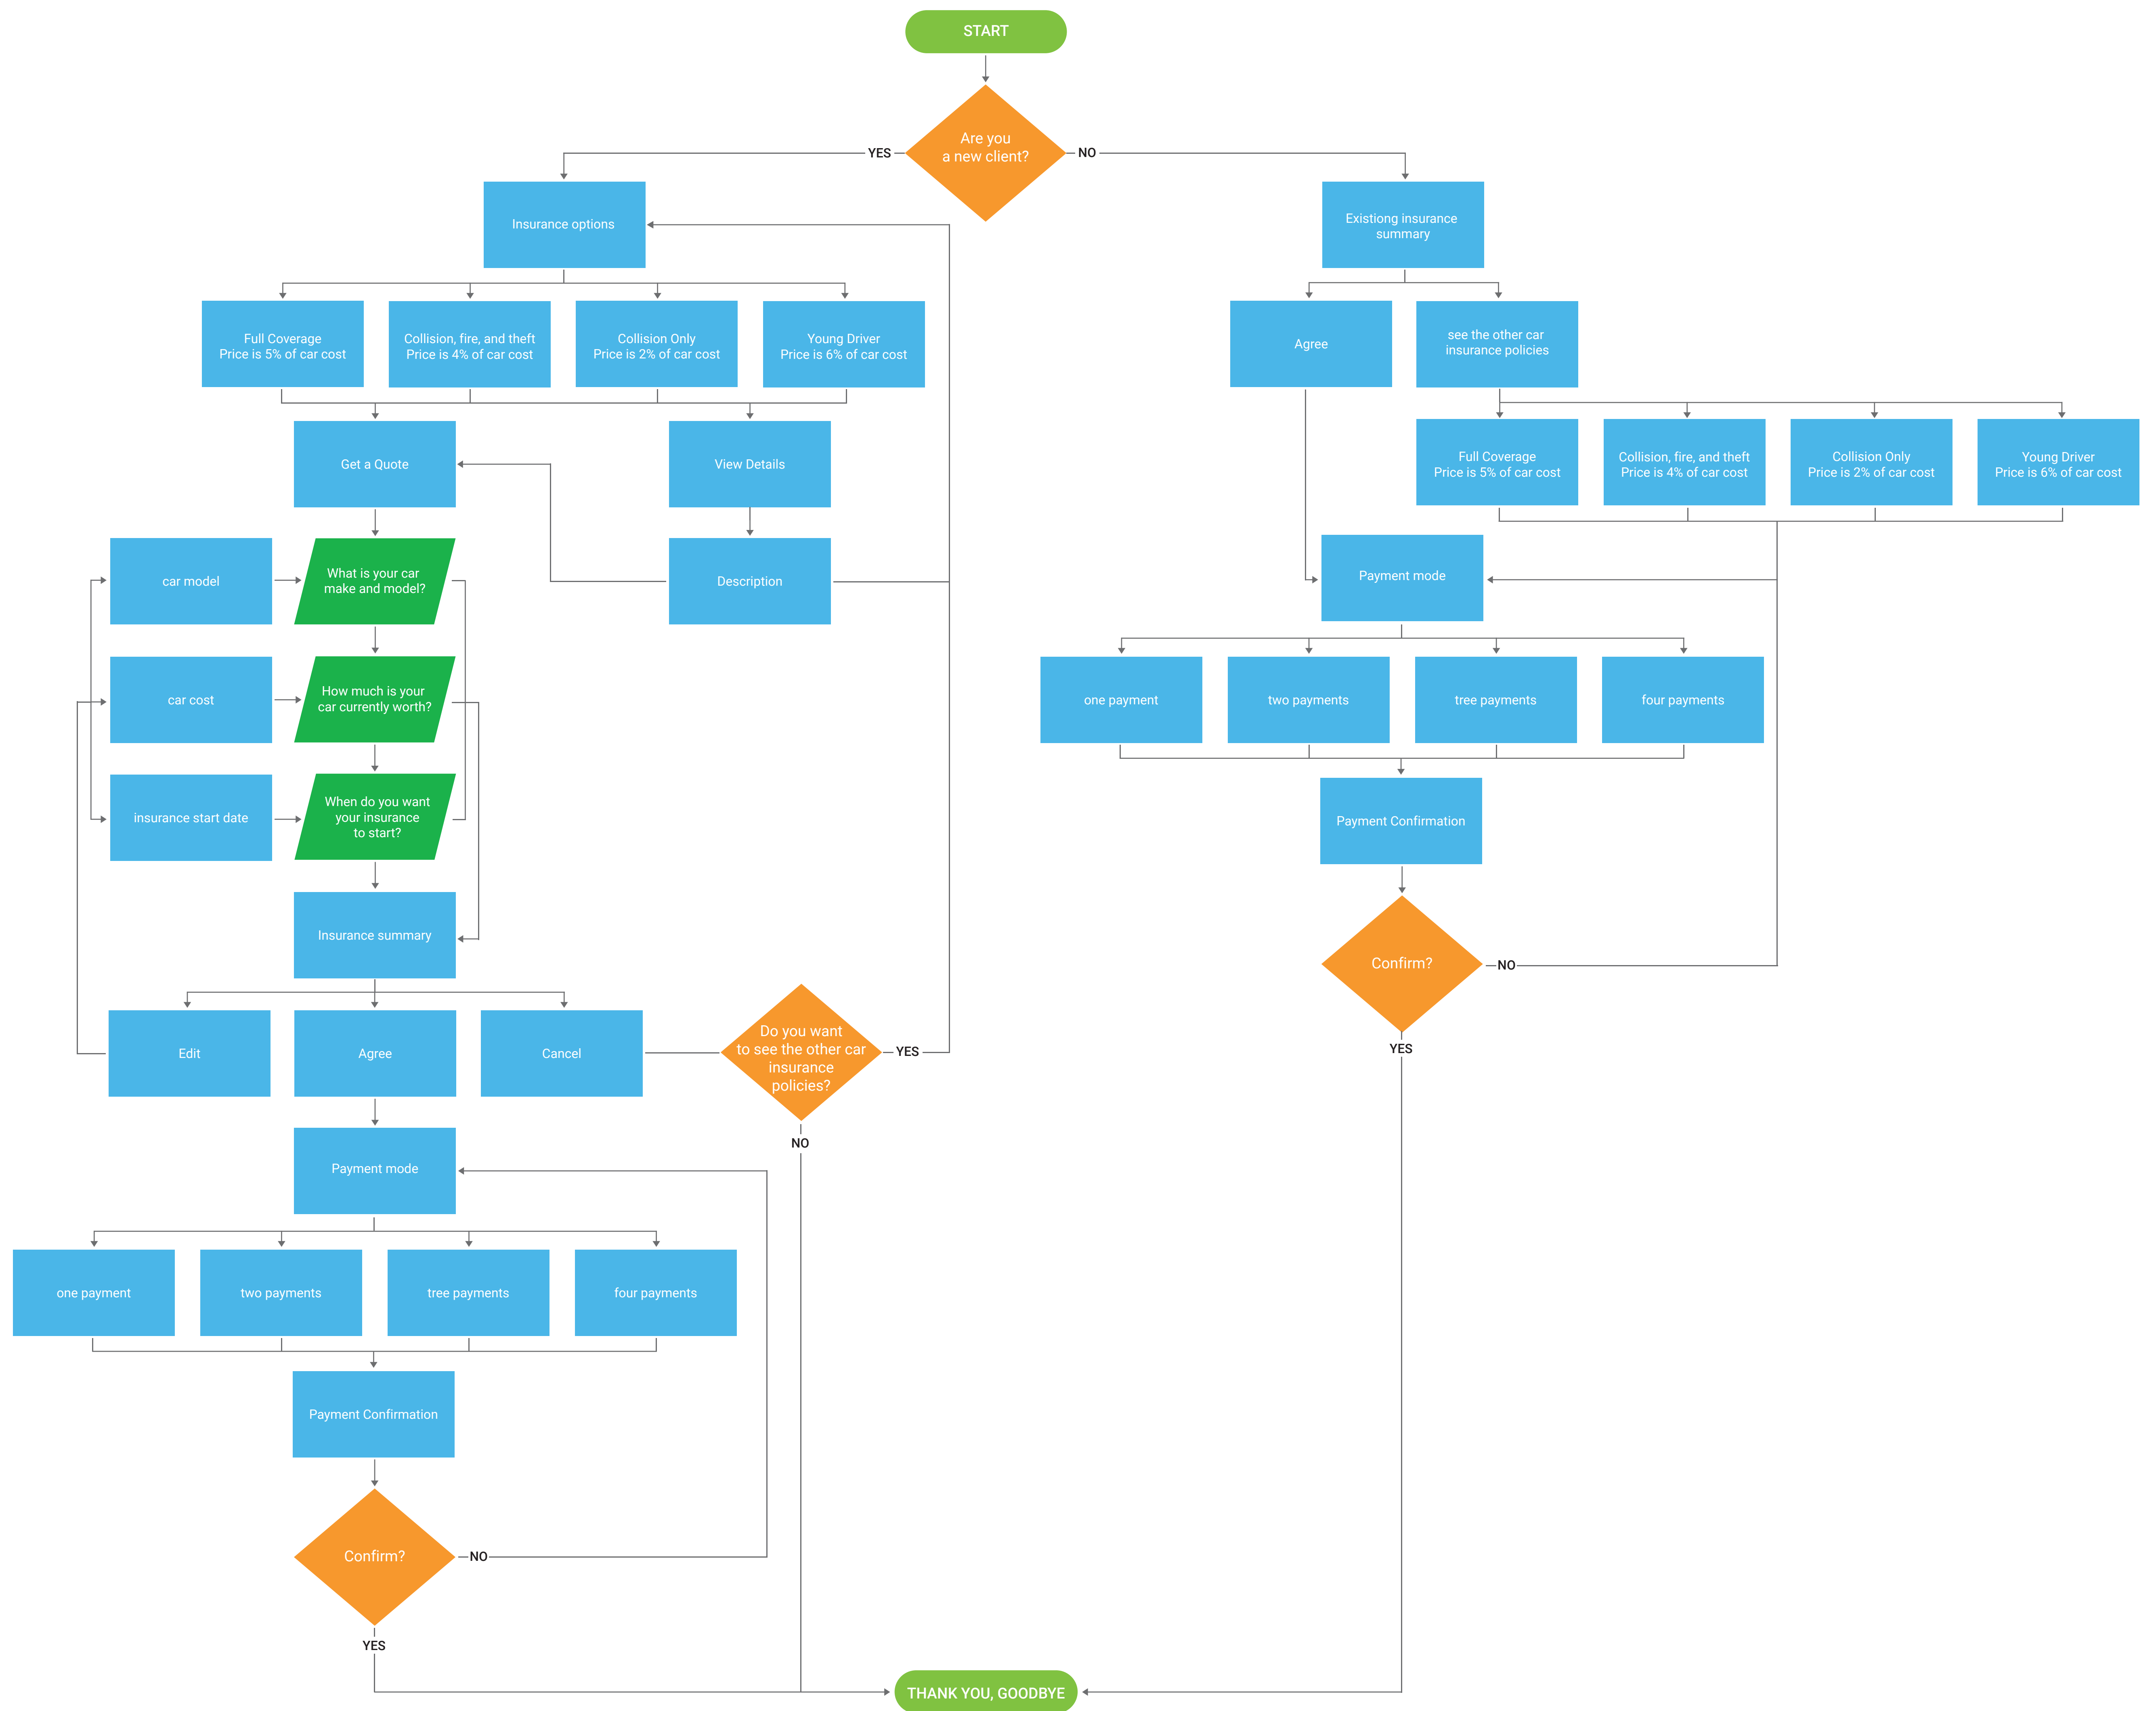 START
Are you
a new client?
YES
NO
Insurance options
Existiong insurance
summary
Full Coverage
Price is 5% of car cost
Collision, fire, and theft
Price is 4% of car cost
Collision Only
Price is 2% of car cost
Young Driver
Price is 6% of car cost
Agree
see the other car
insurance policies
Get a Quote
View Details
Full Coverage
Price is 5% of car cost
Collision, fire, and theft
Price is 4% of car cost
Collision Only
Price is 2% of car cost
Young Driver
Price is 6% of car cost
car model
What is your car
make and model?
Description
Payment mode
car cost
How much is your
car currently worth?
one payment
two payments
tree payments
four payments
insurance start date
When do you want
your insurance
to start?
Payment Confirmation
Insurance summary
Confirm?
NO
YES
Edit
Agree
Cancel
Do you want
to see the other car
insurance
policies?
YES
NO
Payment mode
one payment
two payments
tree payments
four payments
Payment Confirmation
Confirm?
NO
YES
THANK YOU, GOODBYE